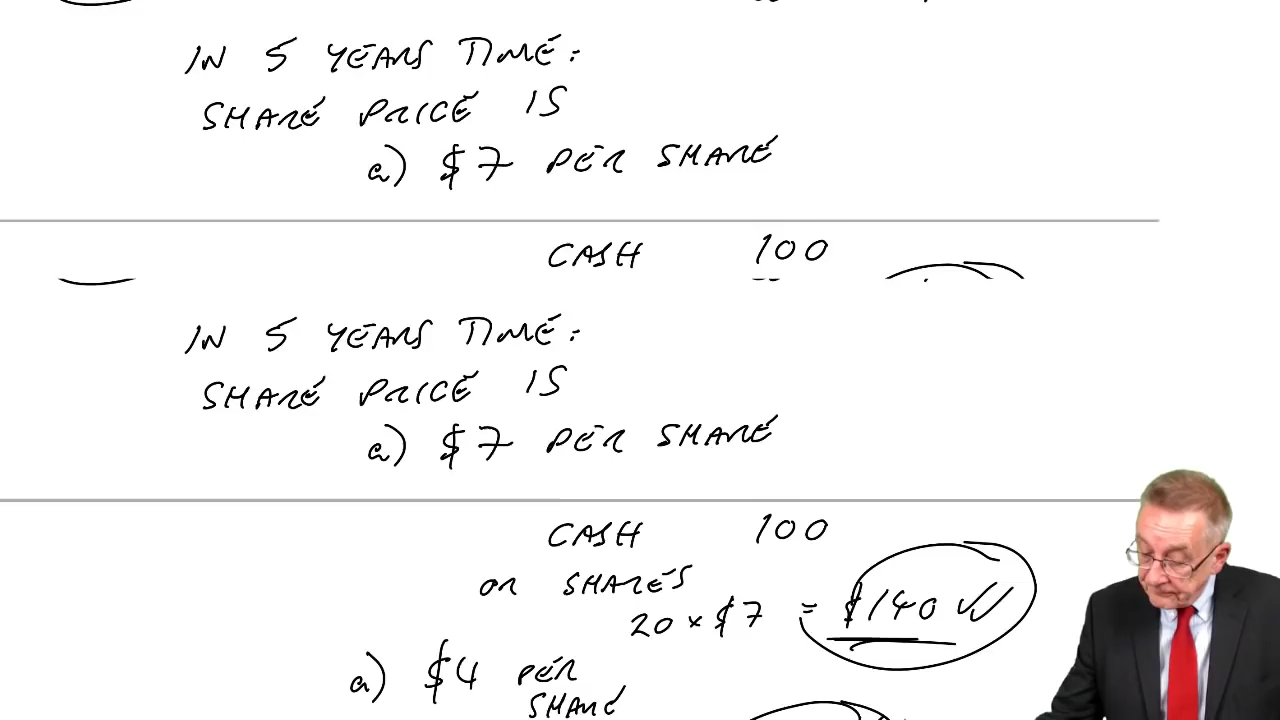 IN 5 YEARS TIME:
SHARE PRICE IS
a) $7 PER SHARE
CASH 100
IN 5 YEARS TIME:
SHARE PRICE IS
a) $7 PER SHARE
CASH 100
OR SHARES
20 × $7 = $140 ✓✓
a) $4 PER
SHARE